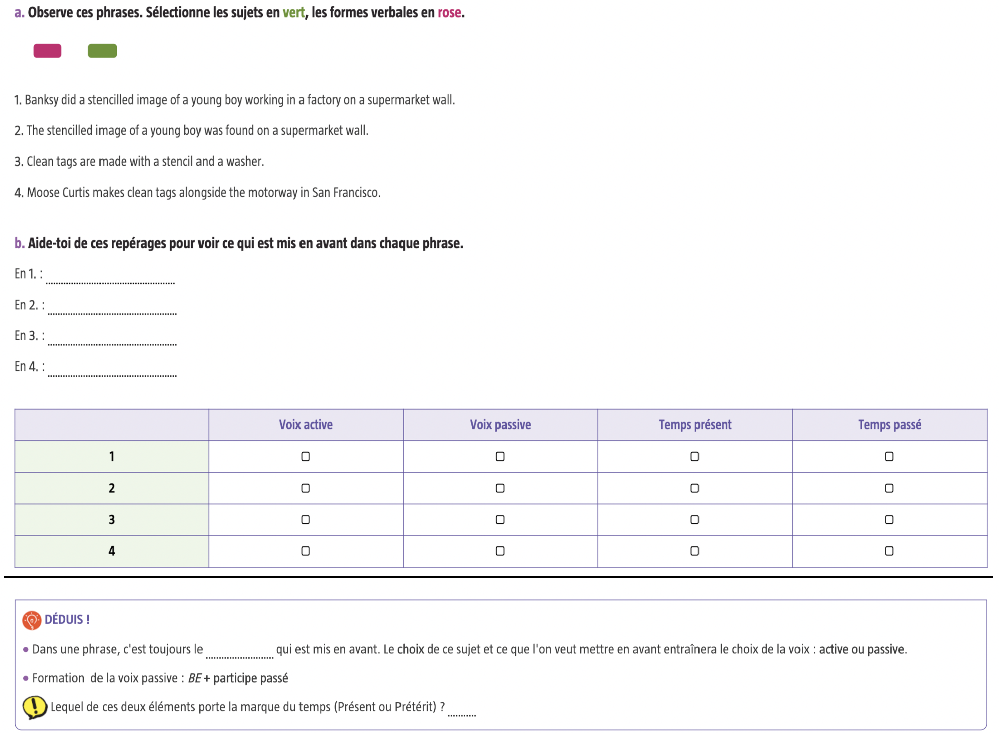 a. Observe ces phrases. Sélectionne les sujets en vert, les formes verbales en rose.
1. Banksy did a stencilled image of a young boy working in a factory on a supermarket wall.
2. The stencilled image of a young boy was found on a supermarket wall.
3. Clean tags are made with a stencil and a washer.
4. Moose Curtis makes clean tags alongside the motorway in San Francisco.
b. Aide-toi de ces repérages pour voir ce qui est mis en avant dans chaque phrase.
En 1. : ................................................
En 2. : ................................................
En 3. : ................................................
En 4. : ................................................
Voix active Voix passive Temps présent Temps passé
1
2
3
4
DÉDUIS !
• Dans une phrase, c'est toujours le ........................ qui est mis en avant. Le choix de ce sujet et ce que l'on veut mettre en avant entraînera le choix de la voix : active ou passive.
• Formation de la voix passive : BE + participe passé
! Lequel de ces deux éléments porte la marque du temps (Présent ou Prétérit) ? ..........